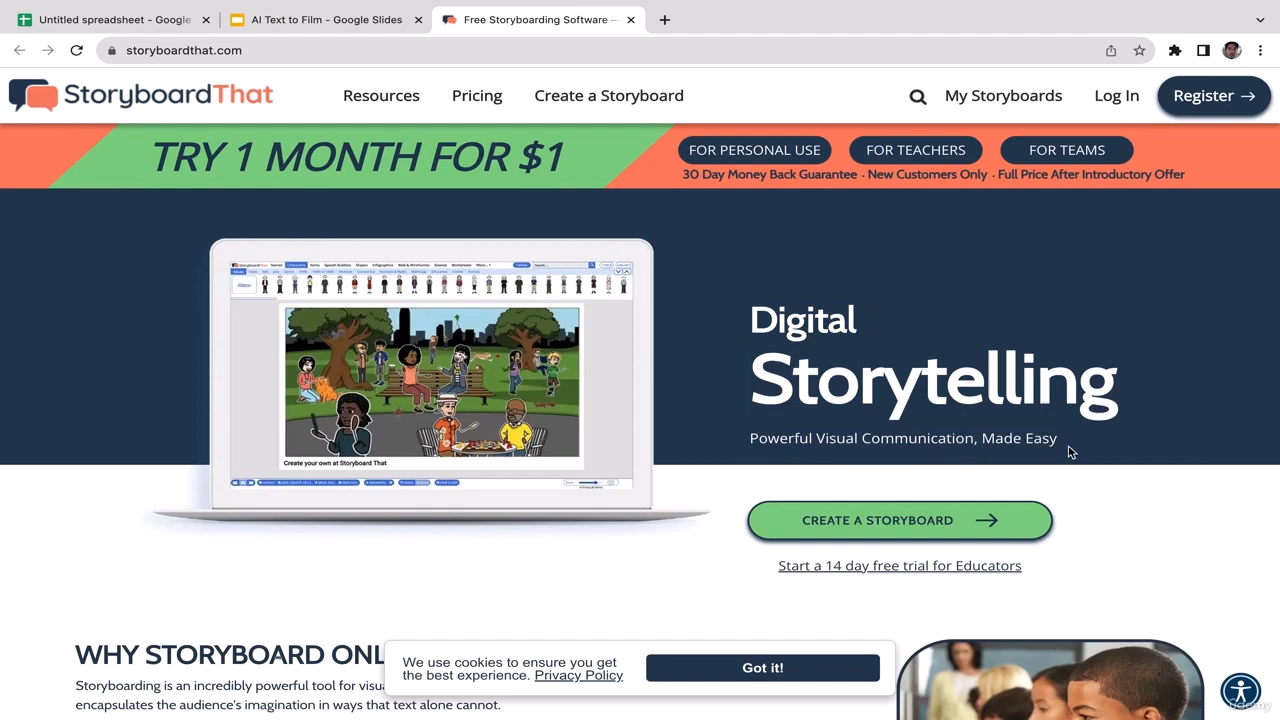 Untitled spreadsheet - Google
AI Text to Film - Google Slides
Free Storyboarding Software —
storyboardthat.com
StoryboardThat
Resources
Pricing
Create a Storyboard
My Storyboards
Log In
Register →
TRY 1 MONTH FOR $1
FOR PERSONAL USE
FOR TEACHERS
FOR TEAMS
30 Day Money Back Guarantee · New Customers Only · Full Price After Introductory Offer
Create your own at Storyboard That
Digital
Storytelling
Powerful Visual Communication, Made Easy
CREATE A STORYBOARD →
Start a 14 day free trial for Educators
WHY STORYBOARD ONL
Storyboarding is an incredibly powerful tool for visu
encapsulates the audience's imagination in ways that text alone cannot.
We use cookies to ensure you get
the best experience. Privacy Policy
Got it!
udemy